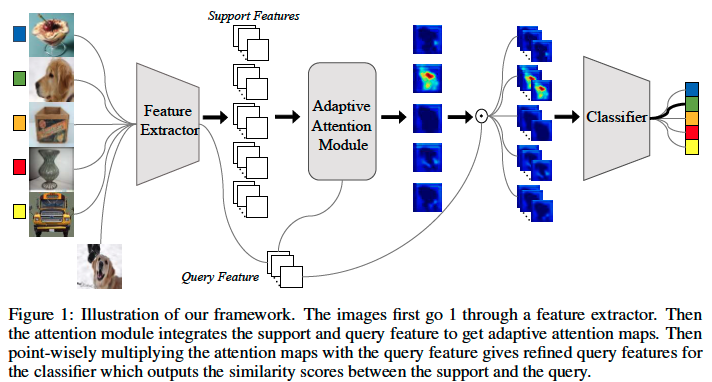 Support Features
Feature
Extractor
Adaptive
Attention
Module
Classifier
Query Feature
Figure 1: Illustration of our framework. The images first go 1 through a feature extractor. Then
the attention module integrates the support and query feature to get adaptive attention maps. Then
point-wisely multiplying the attention maps with the query feature gives refined query features for
the classifier which outputs the similarity scores between the support and the query.